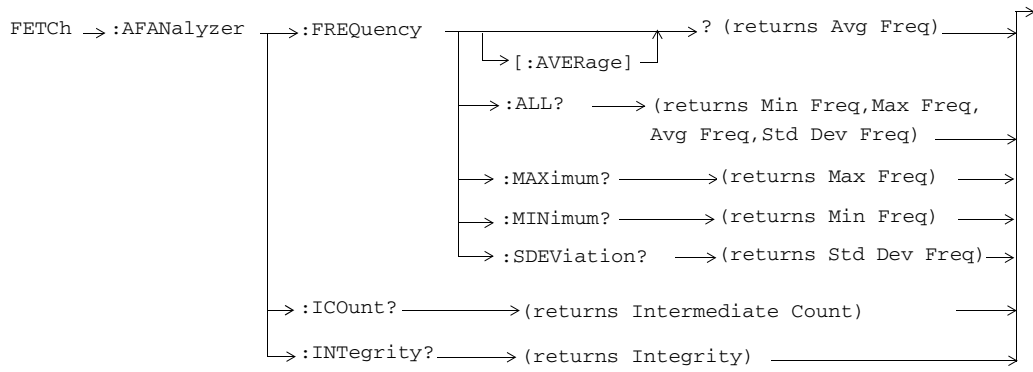 FETCh :AFANalyzer :FREQuency ? (returns Avg Freq)
[:AVERage]
:ALL? (returns Min Freq,Max Freq,
Avg Freq,Std Dev Freq)
:MAXimum? (returns Max Freq)
:MINimum? (returns Min Freq)
:SDEViation? (returns Std Dev Freq)
:ICOunt? (returns Intermediate Count)
:INTegrity? (returns Integrity)